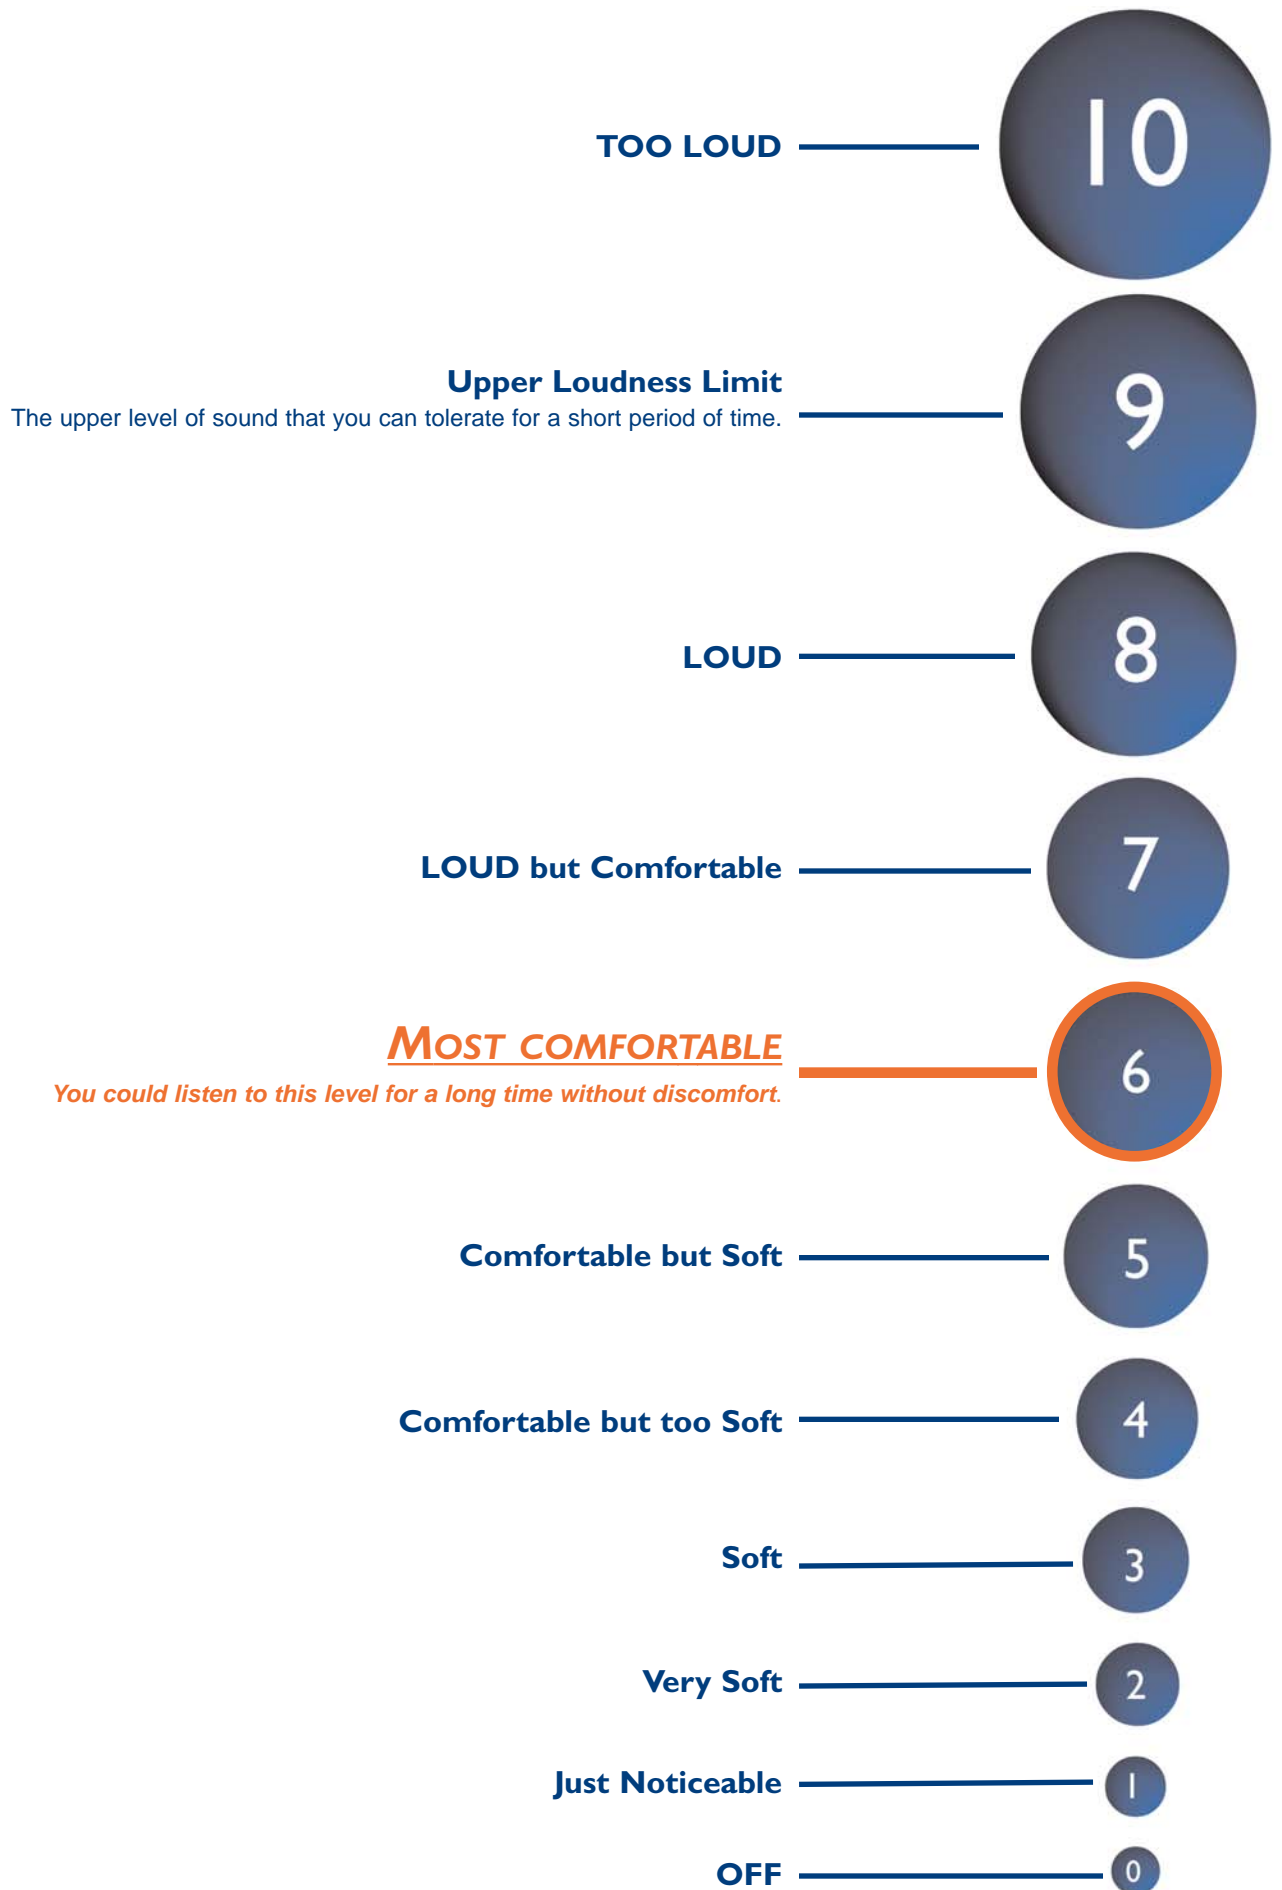 TOO LOUD
10
Upper Loudness Limit
The upper level of sound that you can tolerate for a short period of time.
9
LOUD
8
LOUD but Comfortable
7
MOST COMFORTABLE
You could listen to this level for a long time without discomfort.
6
Comfortable but Soft
5
Comfortable but too Soft
4
Soft
3
Very Soft
2
Just Noticeable
1
OFF
0